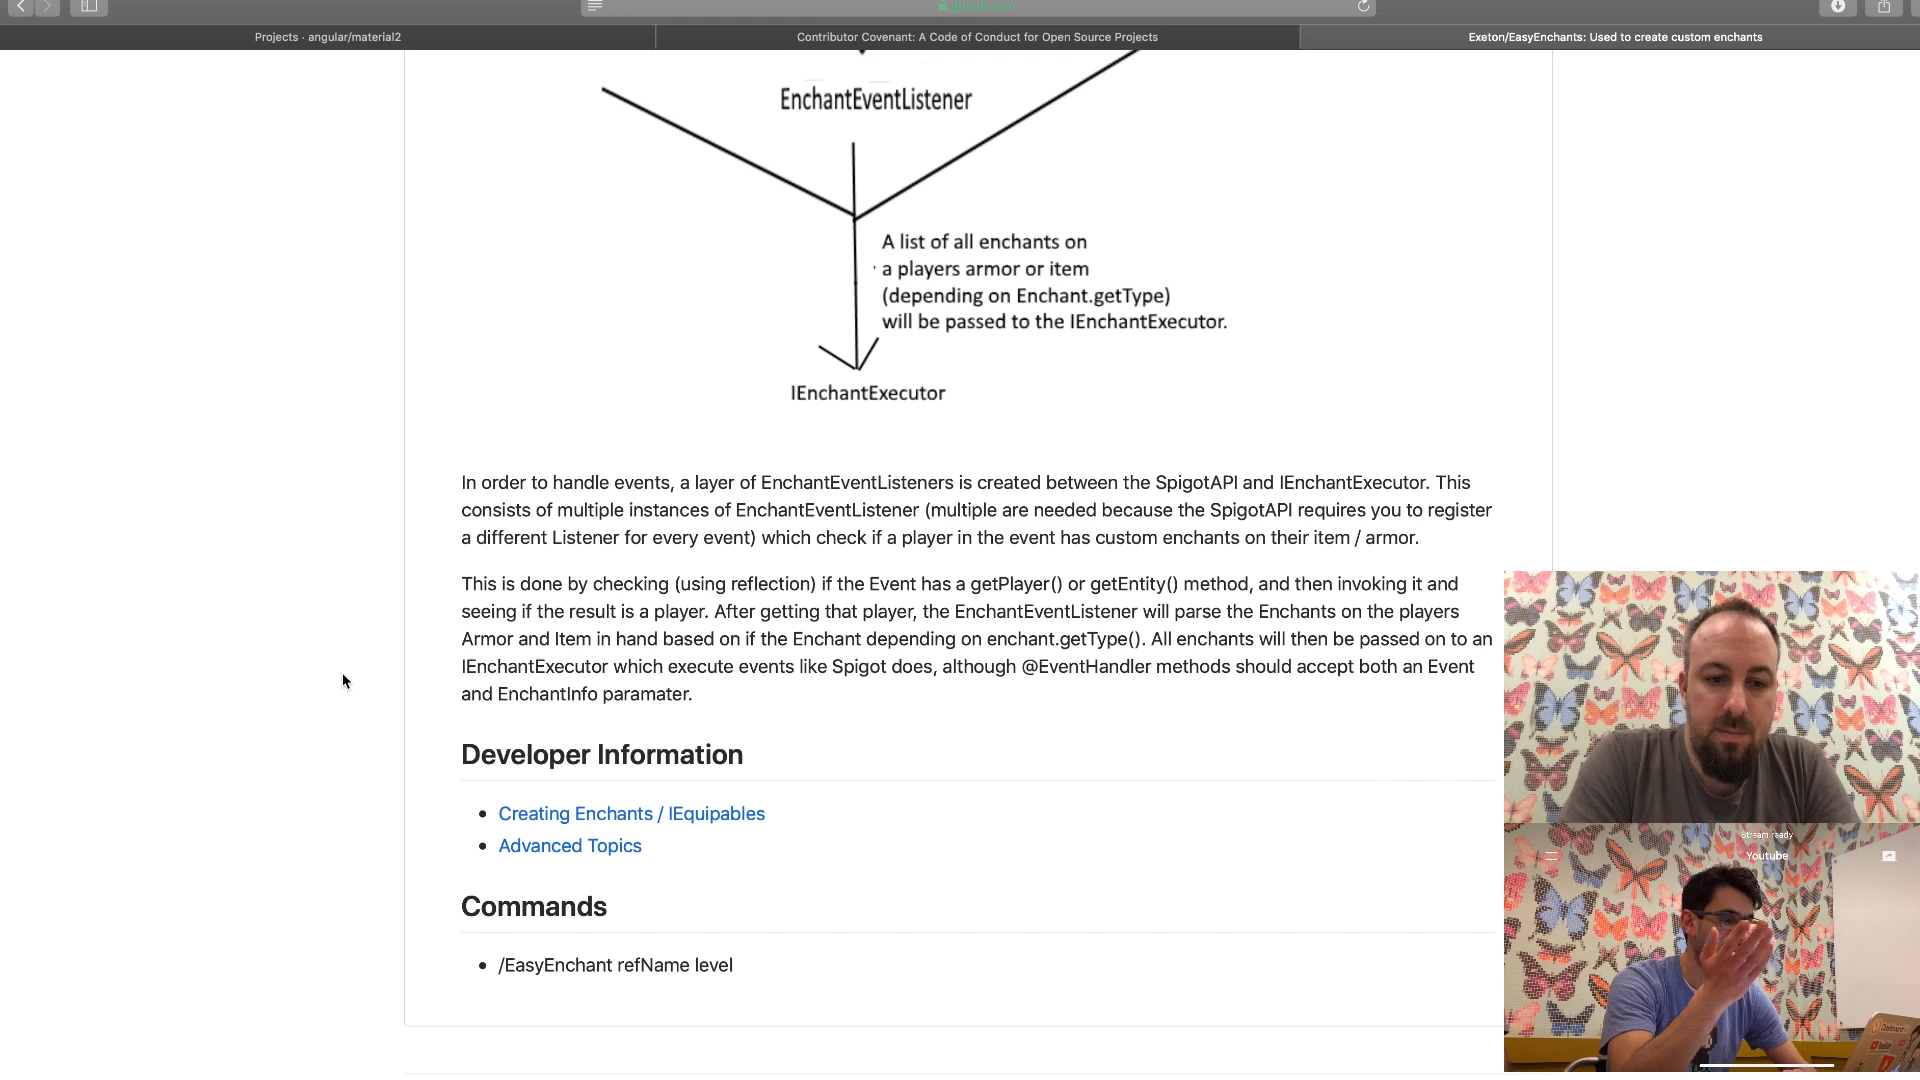 github.com
Projects · angular/material2
Contributor Covenant: A Code of Conduct for Open Source Projects
Exeton/EasyEnchants: Used to create custom enchants
EnchantEventListener
A list of all enchants on
a players armor or item
(depending on Enchant.getType)
will be passed to the IEnchantExecutor.
IEnchantExecutor
In order to handle events, a layer of EnchantEventListeners is created between the SpigotAPI and IEnchantExecutor. This
consists of multiple instances of EnchantEventListener (multiple are needed because the SpigotAPI requires you to register
a different Listener for every event) which check if a player in the event has custom enchants on their item / armor.
This is done by checking (using reflection) if the Event has a getPlayer() or getEntity() method, and then invoking it and
seeing if the result is a player. After getting that player, the EnchantEventListener will parse the Enchants on the players
Armor and Item in hand based on if the Enchant depending on enchant.getType(). All enchants will then be passed on to an
IEnchantExecutor which execute events like Spigot does, although @EventHandler methods should accept both an Event
and EnchantInfo paramater.
Developer Information
• Creating Enchants / IEquipables
• Advanced Topics
Commands
• /EasyEnchant refName level
Stream ready
Youtube